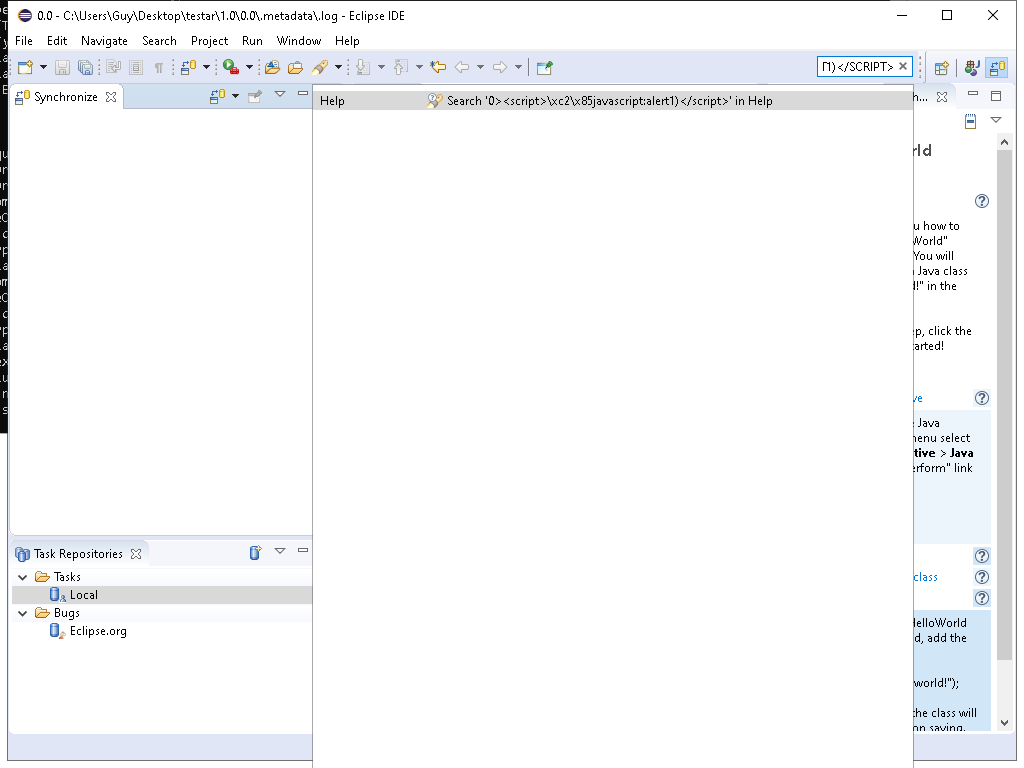 0.0 - C:\Users\Guy\Desktop\testar\1.0\0.0\.metadata\.log - Eclipse IDE
File Edit Navigate Search Project Run Window Help
1)</SCRIPT>
Synchronize
Help Search '0><script>\xc2\x85javascript:alert1)</script>' in Help
h...
rld
u how to
World"
You will
Java class
d!" in the
ep, click the
tarted!
ve
Java
nenu select
tive > Java
erform" link
class
HelloWorld
d, add the
world!");
the class will
on saving.
Task Repositories
Tasks
Local
Bugs
Eclipse.org